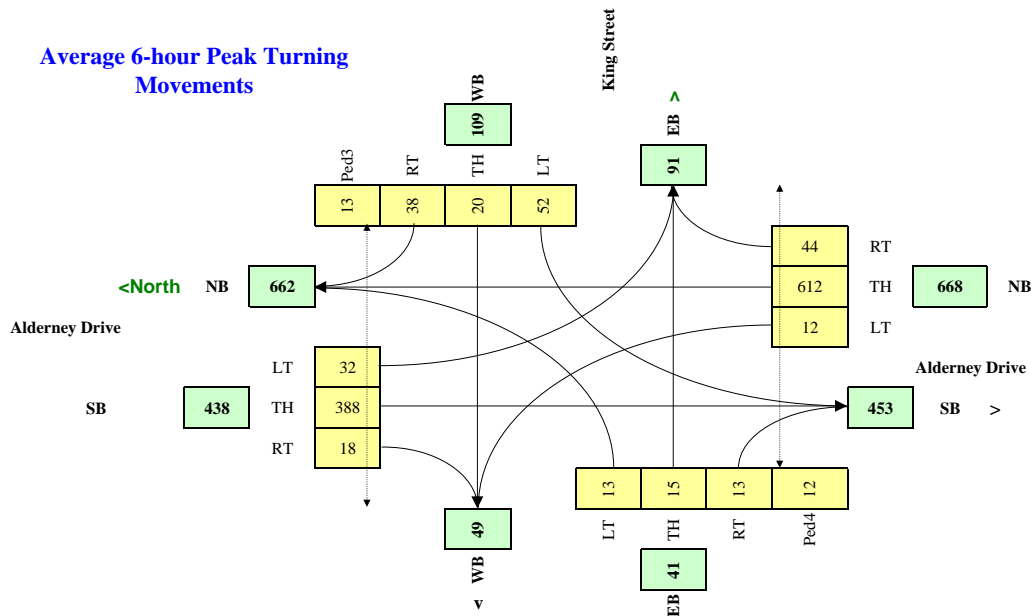 Average 6-hour Peak Turning
Movements
King Street
WB
109
EB
^
91
Ped3
RT
TH
LT
13
38
20
52
<North
NB
662
44
RT
612
TH
668
NB
12
LT
Alderney Drive
LT
32
SB
438
TH
388
RT
18
Alderney Drive
453
SB
>
13
15
13
12
LT
TH
RT
Ped4
49
WB
v
41
EB